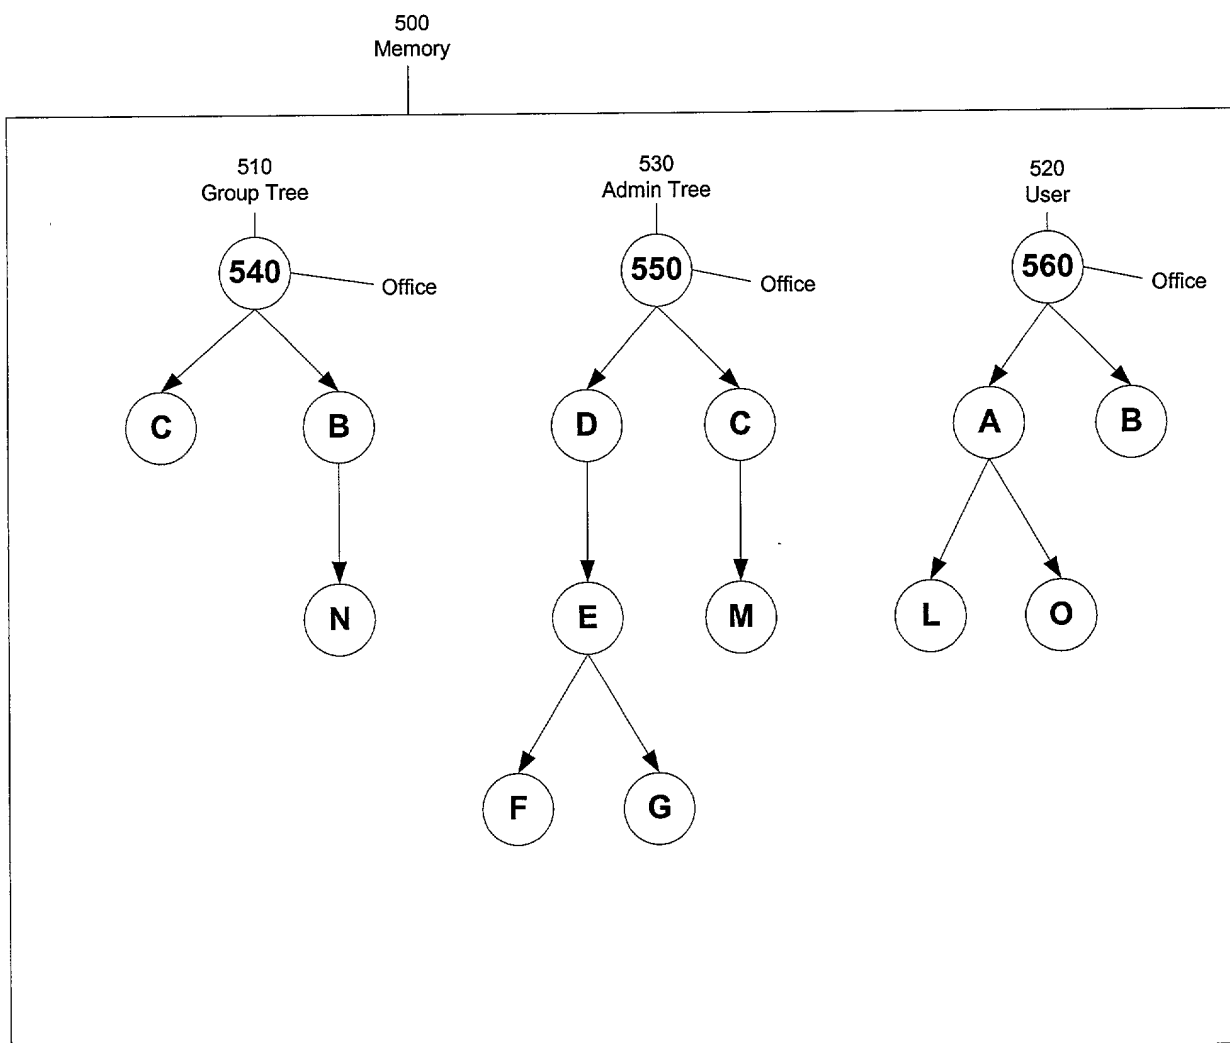 500
Memory
510
Group Tree
530
Admin Tree
520
User
540
Office
550
Office
560
Office
C
B
D
C
A
B
N
E
M
L
O
F
G